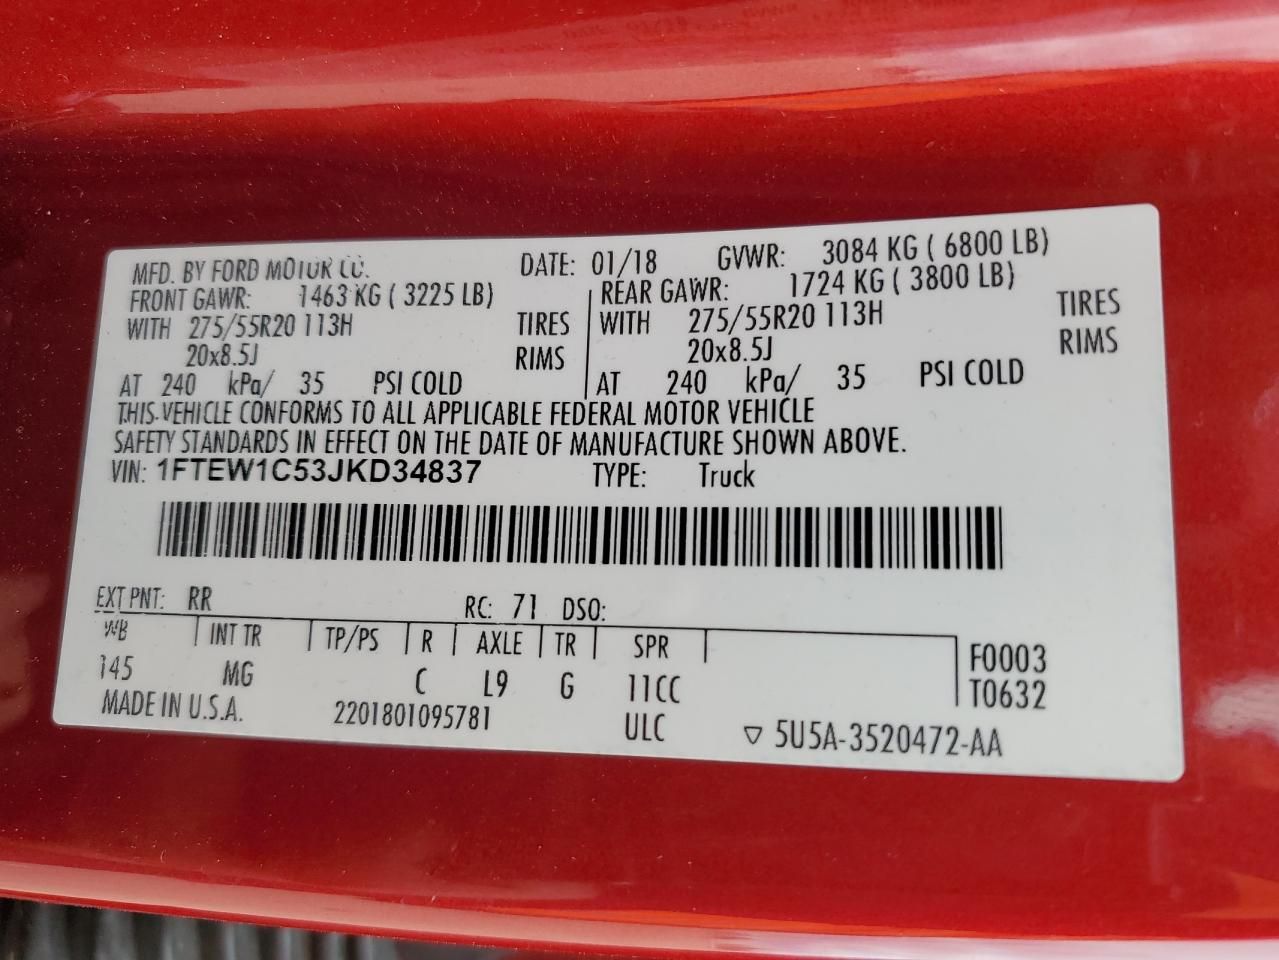 MFD. BY FORD MOTOR CO. DATE: 01/18 GVWR: 3084 KG ( 6800 LB)
FRONT GAWR: 1463 KG ( 3225 LB) REAR GAWR: 1724 KG ( 3800 LB)
WITH 275/55R20 113H TIRES WITH 275/55R20 113H TIRES
20x8.5J RIMS 20x8.5J RIMS
AT 240 kPa/ 35 PSI COLD AT 240 kPa/ 35 PSI COLD
THIS VEHICLE CONFORMS TO ALL APPLICABLE FEDERAL MOTOR VEHICLE
SAFETY STANDARDS IN EFFECT ON THE DATE OF MANUFACTURE SHOWN ABOVE.
VIN: 1FTEW1C53JKD34837 TYPE: Truck
EXT PNT: RR RC: 71 DSO:
WB INT TR TP/PS R AXLE TR SPR F0003
145 MG C L9 G 11CC T0632
MADE IN U.S.A. 2201801095781 ULC ▽ 5U5A-3520472-AA